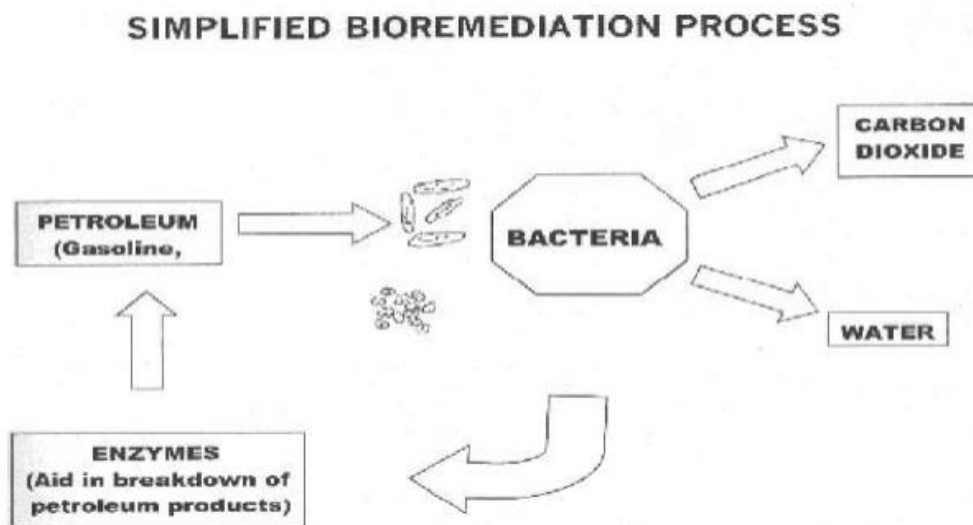 SIMPLIFIED BIOREMEDIATION PROCESS
CARBON
DIOXIDE
PETROLEUM
(Gasoline,
BACTERIA
WATER
ENZYMES
(Aid in breakdown of
petroleum products)